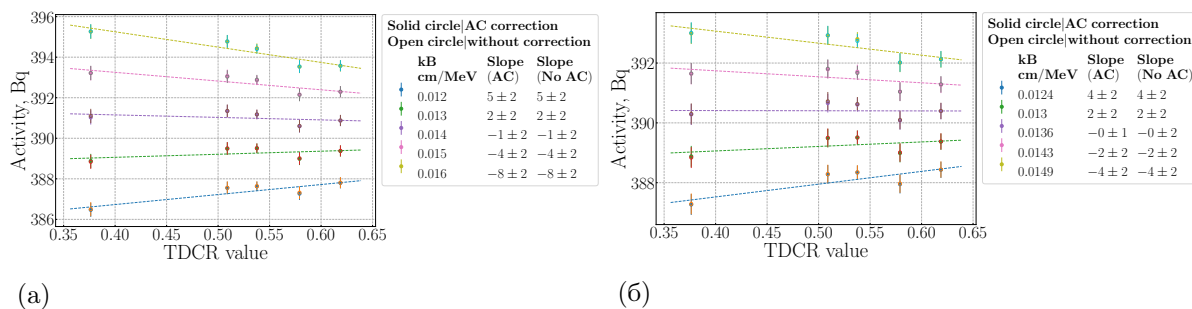 396
394
392
390
388
386
0.35
0.40
0.45
0.50
0.55
0.60
0.65
Activity, Bq
TDCR value
Solid circle|AC correction
Open circle|without correction
kB Slope Slope
cm/MeV (AC) (No AC)
0.012 5 ± 2 5 ± 2
0.013 2 ± 2 2 ± 2
0.014 −1 ± 2 −1 ± 2
0.015 −4 ± 2 −4 ± 2
0.016 −8 ± 2 −8 ± 2
(а)
392
390
388
0.35
0.40
0.45
0.50
0.55
0.60
0.65
Activity, Bq
TDCR value
Solid circle|AC correction
Open circle|without correction
kB Slope Slope
cm/MeV (AC) (No AC)
0.0124 4 ± 2 4 ± 2
0.013 2 ± 2 2 ± 2
0.0136 −0 ± 1 −0 ± 2
0.0143 −2 ± 2 −2 ± 2
0.0149 −4 ± 2 −4 ± 2
(б)